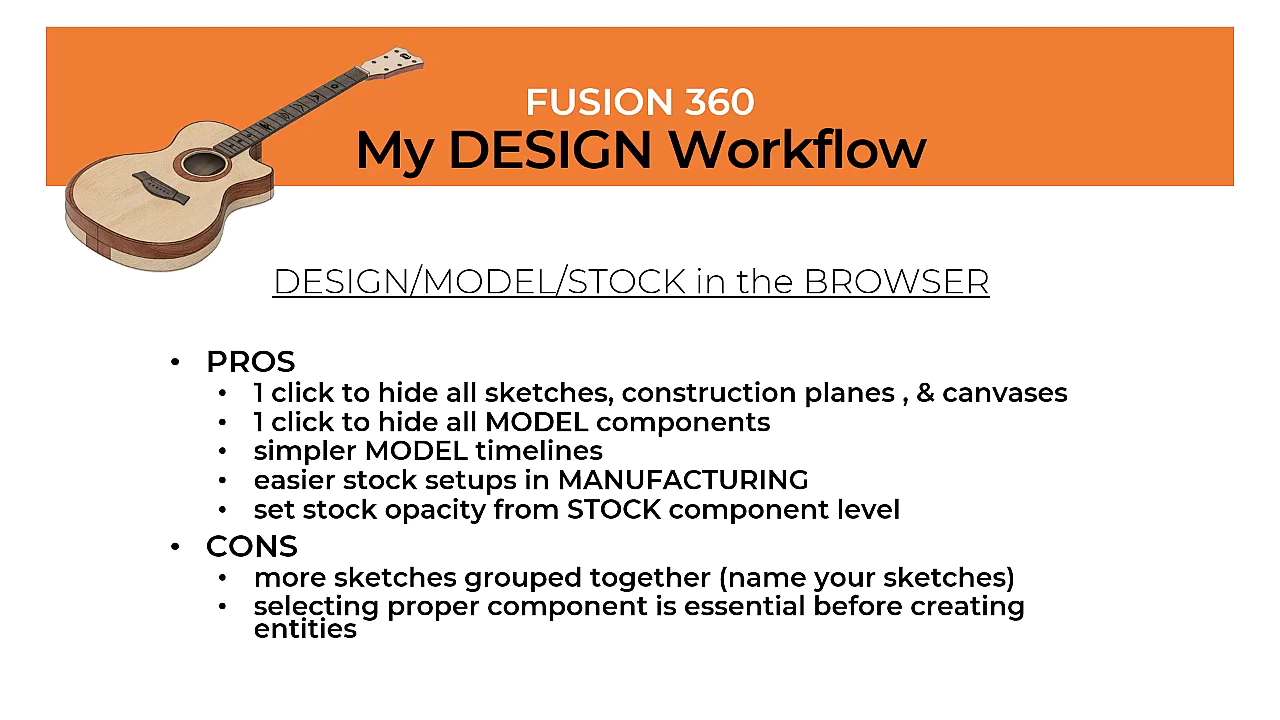 FUSION 360
My DESIGN Workflow
DESIGN/MODEL/STOCK in the BROWSER
• PROS
• 1 click to hide all sketches, construction planes , & canvases
• 1 click to hide all MODEL components
• simpler MODEL timelines
• easier stock setups in MANUFACTURING
• set stock opacity from STOCK component level
• CONS
• more sketches grouped together (name your sketches)
• selecting proper component is essential before creating
entities